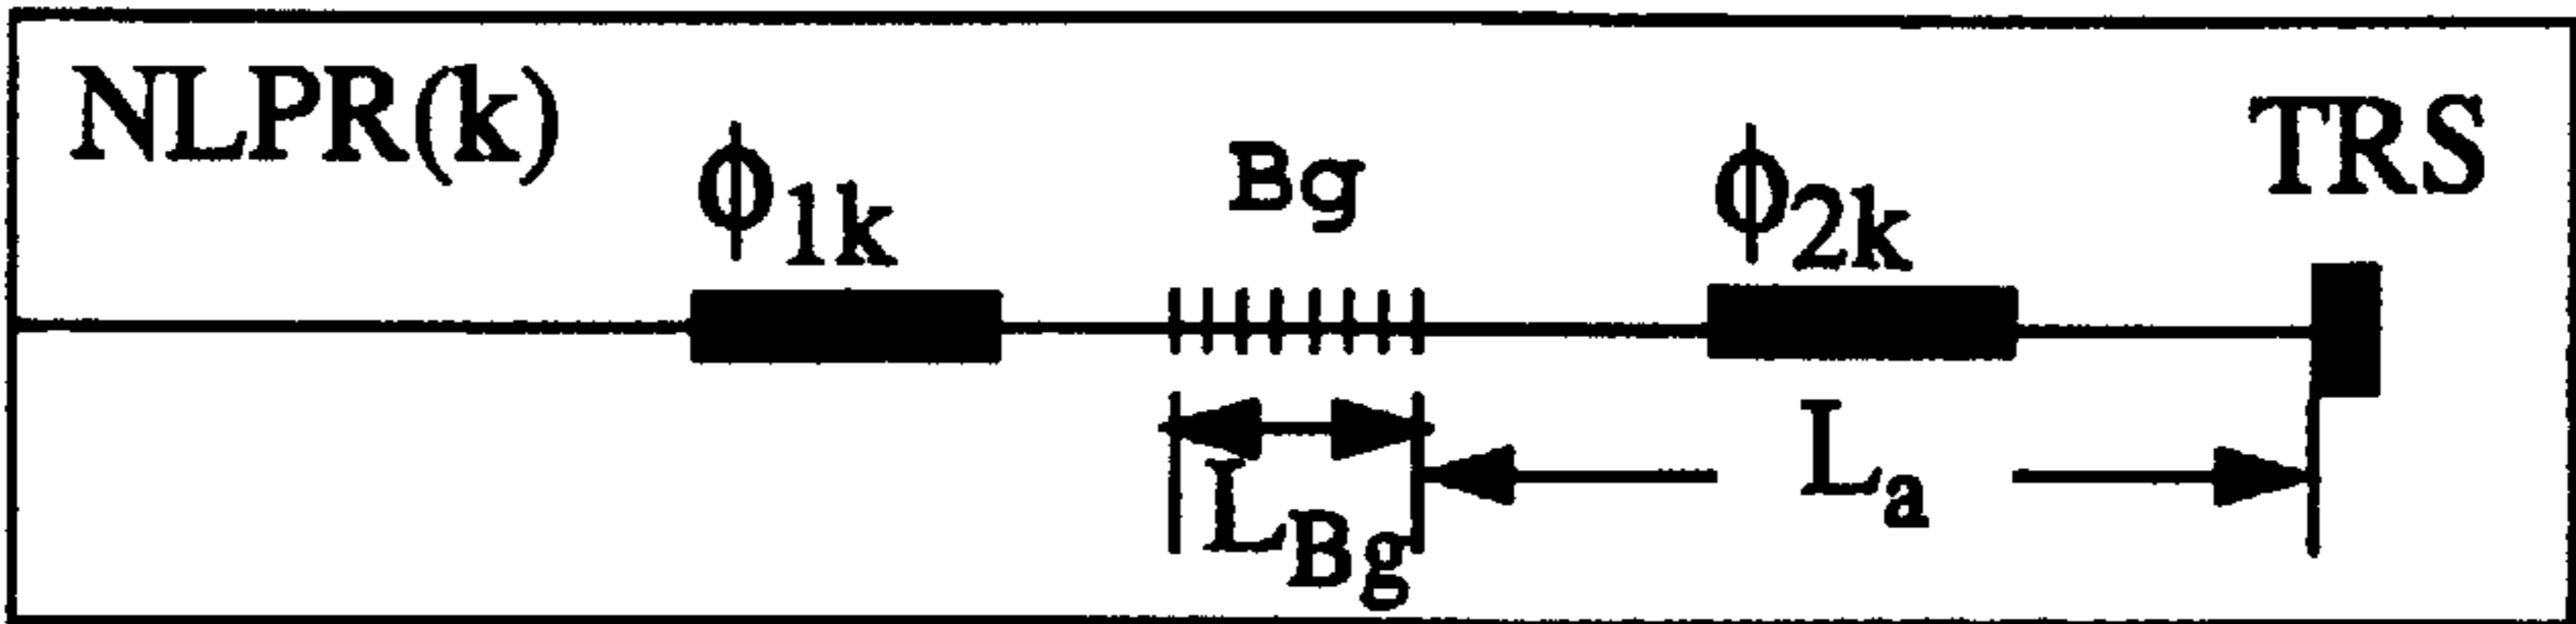 NLPR(k)
ϕ1k
Bg
ϕ2k
TRS
LBg
La